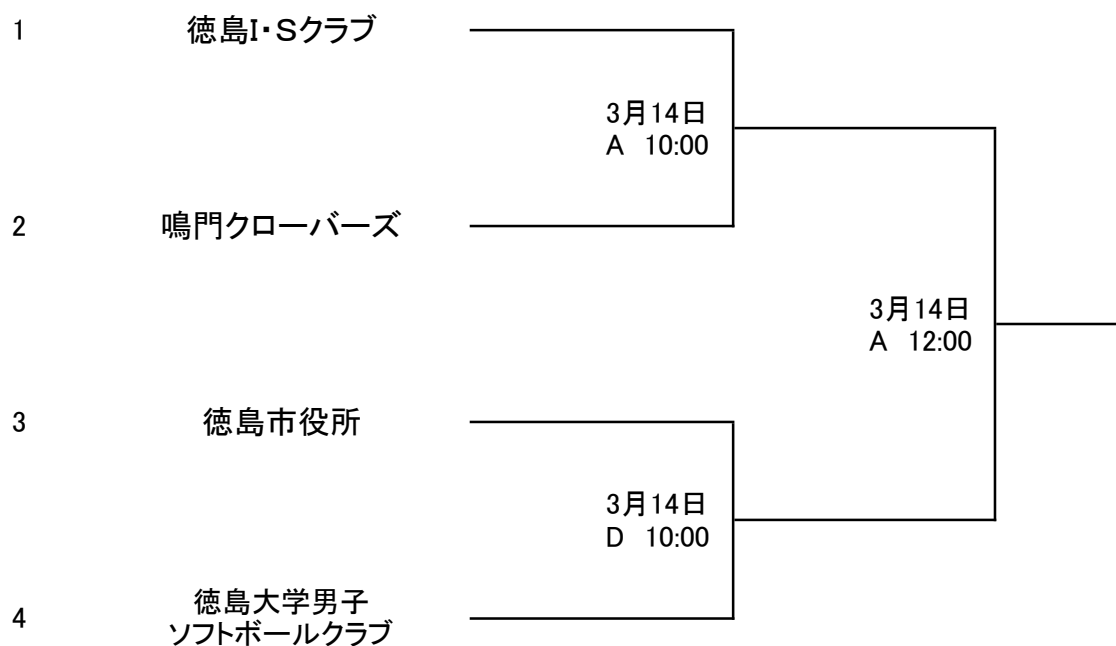 1 徳島I・Sクラブ
3月14日
A 10:00
2 鳴門クローバーズ
3月14日
A 12:00
3 徳島市役所
3月14日
D 10:00
4 徳島大学男子
ソフトボールクラブ